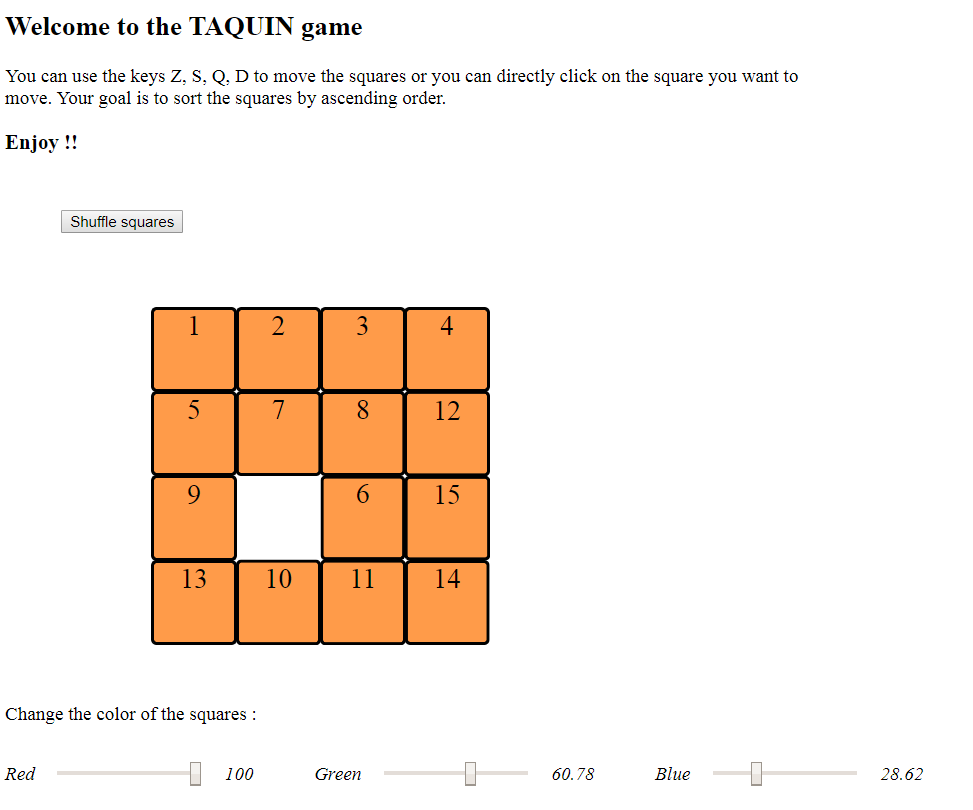 Welcome to the TAQUIN game
You can use the keys Z, S, Q, D to move the squares or you can directly click on the square you want to
move. Your goal is to sort the squares by ascending order.
Enjoy !!
Shuffle squares
1 2 3 4
5 7 8 12
9 6 15
13 10 11 14
Change the color of the squares :
Red 100 Green 60.78 Blue 28.62